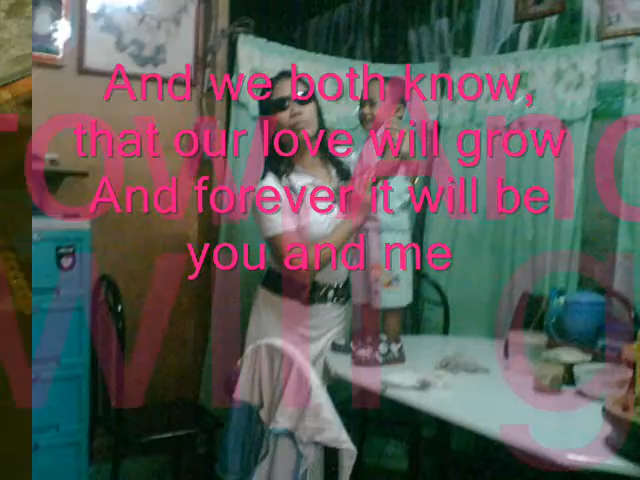 And we both know,
that our love will grow
And forever it will be
you and me